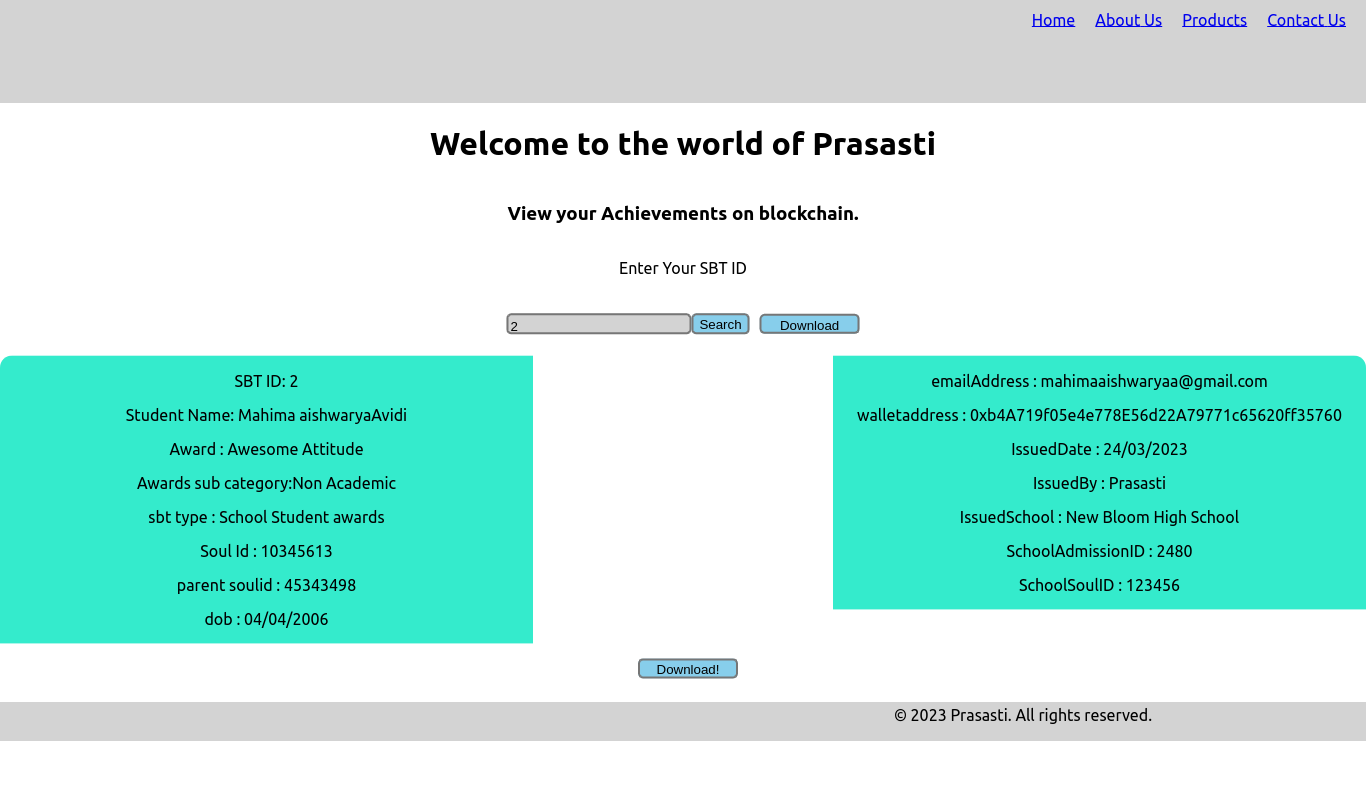 Home About Us Products Contact Us
Welcome to the world of Prasasti
View your Achievements on blockchain.
Enter Your SBT ID
2 Search Download
SBT ID: 2
Student Name: Mahima aishwaryaAvidi
Award : Awesome Attitude
Awards sub category:Non Academic
sbt type : School Student awards
Soul Id : 10345613
parent soulid : 45343498
dob : 04/04/2006
emailAddress : mahimaaishwaryaa@gmail.com
walletaddress : 0xb4A719f05e4e778E56d22A79771c65620ff35760
IssuedDate : 24/03/2023
IssuedBy : Prasasti
IssuedSchool : New Bloom High School
SchoolAdmissionID : 2480
SchoolSoulID : 123456
Download!
© 2023 Prasasti. All rights reserved.